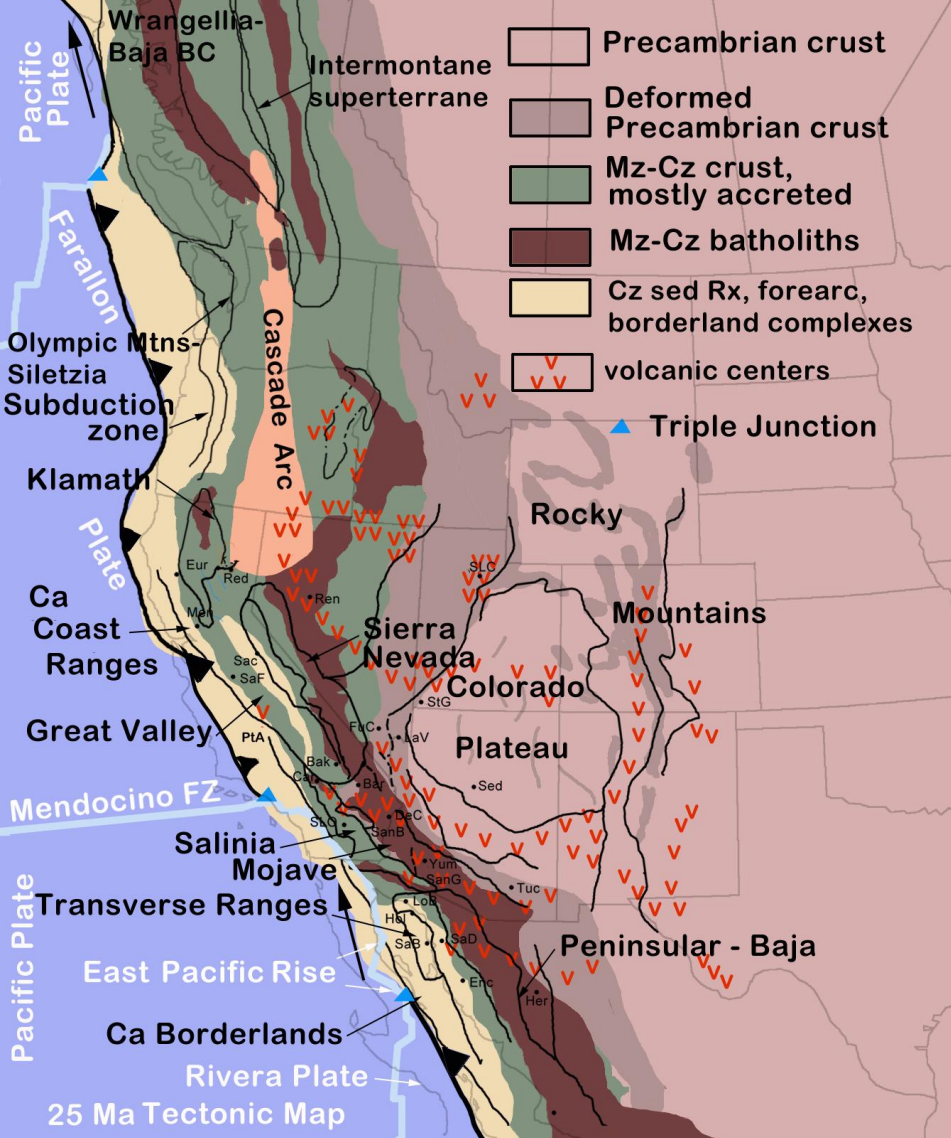 Wrangellia-
Baja BC
Pacific
Plate
Intermontane
superterrane
Precambrian crust
Deformed
Precambrian crust
Mz-Cz crust,
mostly accreted
Mz-Cz batholiths
Cz sed Rx, forearc,
borderland complexes
volcanic centers
Triple Junction
Farallon
Olympic Mtns-
Siletzia
Subduction
zone
Cascade Arc
Klamath
Plate
Rocky
Mountains
Eur
Red
SLC
Ca
Coast
Ranges
Men
Ren
Sierra
Nevada
Sac
SaF
Colorado
Plateau
StG
Great Valley
PtA
FuC
LaV
Bak
Bar
Sed
Mendocino FZ
SLO
DeC
SanB
Salinia
Mojave
Yum
SanG
Tuc
Transverse Ranges
LoB
Hol
SaB
SaD
Peninsular - Baja
East Pacific Rise
Enc
Her
Pacific Plate
Ca Borderlands
Rivera Plate
25 Ma Tectonic Map